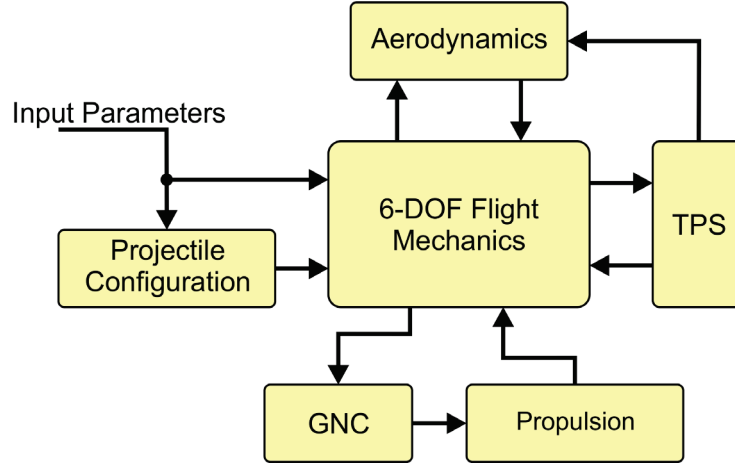 Aerodynamics
Input Parameters
6-DOF Flight
Mechanics
TPS
Projectile
Configuration
GNC
Propulsion